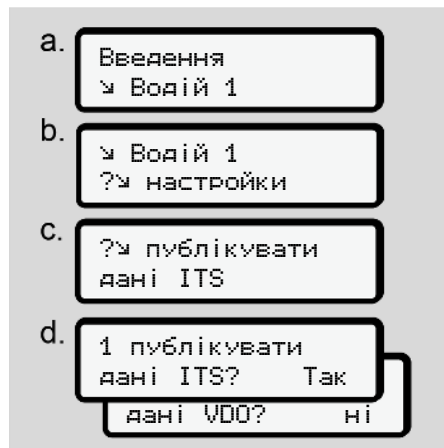 a.
Введення
↘ Водій 1
b.
↘ Водій 1
?↘ настройки
c.
?↘ публікувати
дані ITS
d.
1 публікувати
дані ITS? Так
дані VDO? ні